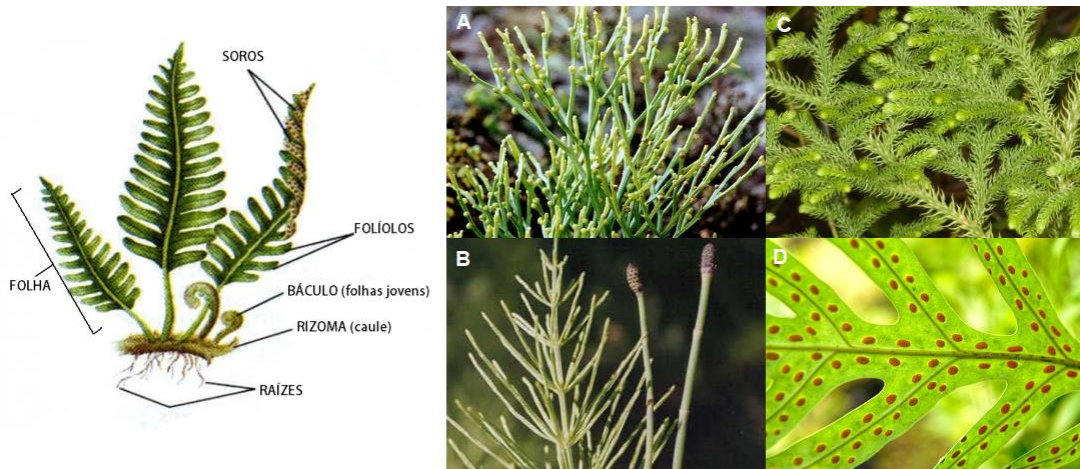 SOROS
FOLÍOLOS
FOLHA
BÁCULO (folhas jovens)
RIZOMA (caule)
RAÍZES
A
B
C
D